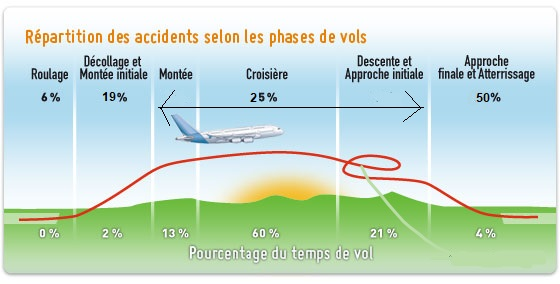 Répartition des accidents selon les phases de vols
Roulage
6 %
Décollage et
Montée initiale
19%
Montée
Croisière
25 %
Descente et
Approche initiale
Approche
finale et Atterrissage
50%
0 %
2 %
13 %
60 %
21 %
4 %
Pourcentage du temps de vol